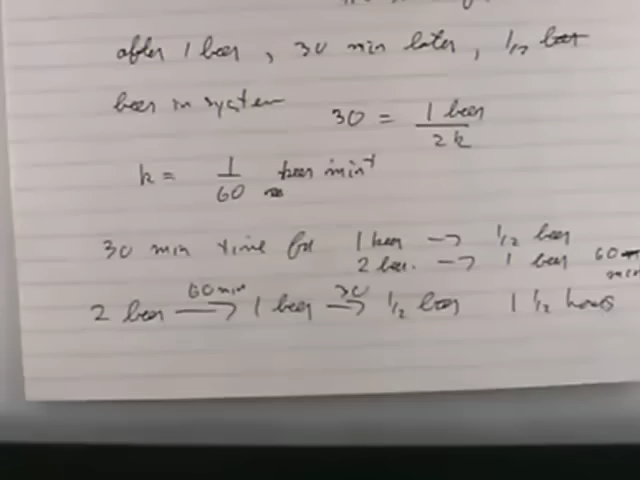 after 1 beer , 30 min later , 1/2
beer in system
30 = 1 beer / 2k
k = 1/60 beer min⁻¹
30 min time for 1 beer → 1/2 beer
2 beer. → 1 beer 60 min
2 beer —60 min→ 1 beer —30→ 1/2 beer 1 1/2 hours